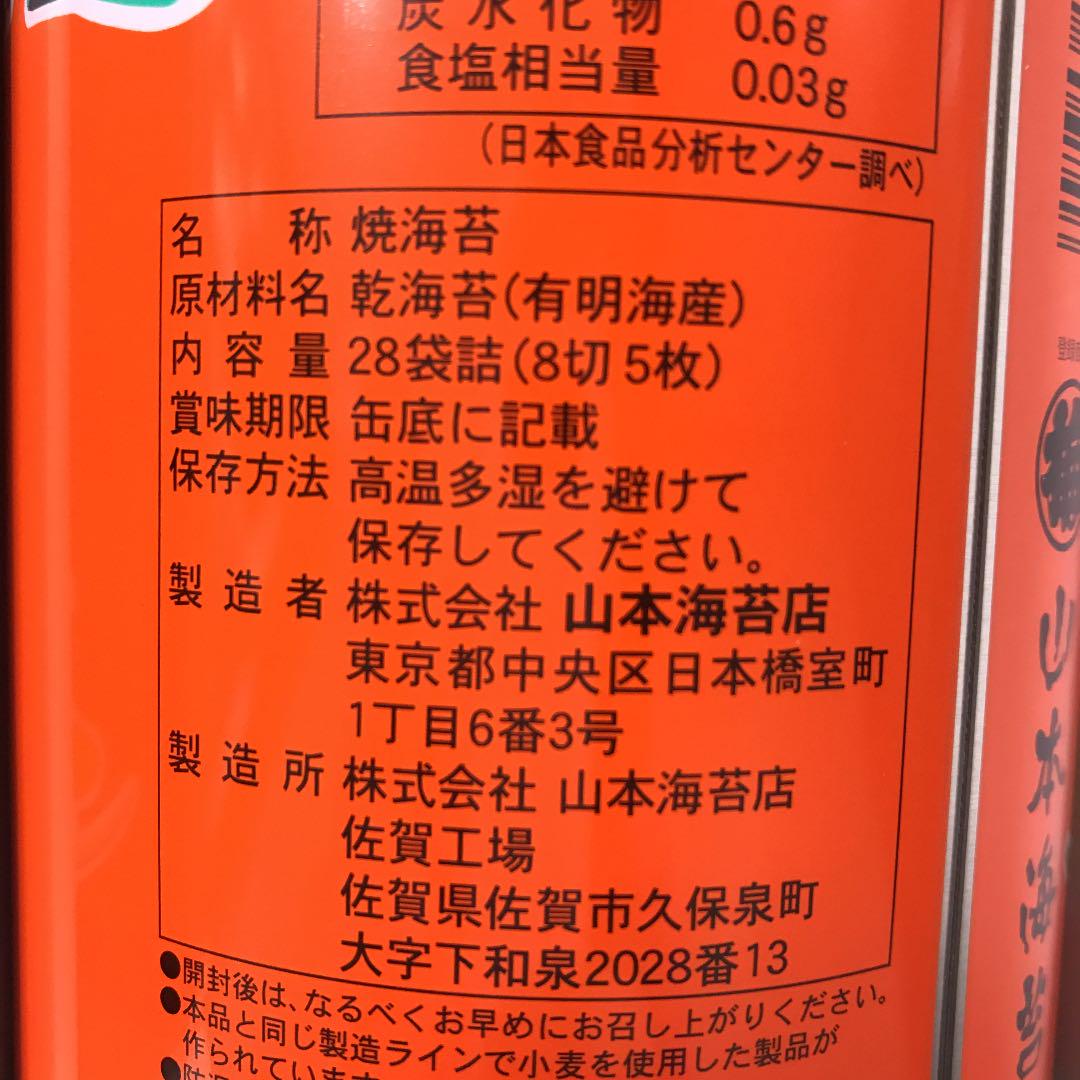 炭水化物 0.6g
食塩相当量 0.03g
(日本食品分析センター調べ)
名称 焼海苔
原材料名 乾海苔(有明海産)
内容量 28袋詰(8切5枚)
賞味期限 缶底に記載
保存方法 高温多湿を避けて
保存してください。
製造者 株式会社 山本海苔店
東京都中央区日本橋室町
1丁目6番3号
製造所 株式会社 山本海苔店
佐賀工場
佐賀県佐賀市久保泉町
大字下和泉2028番13
●開封後は、なるべくお早めにお召し上がりください。
●本品と同じ製造ラインで小麦を使用した製品が
作られています
山本海苔